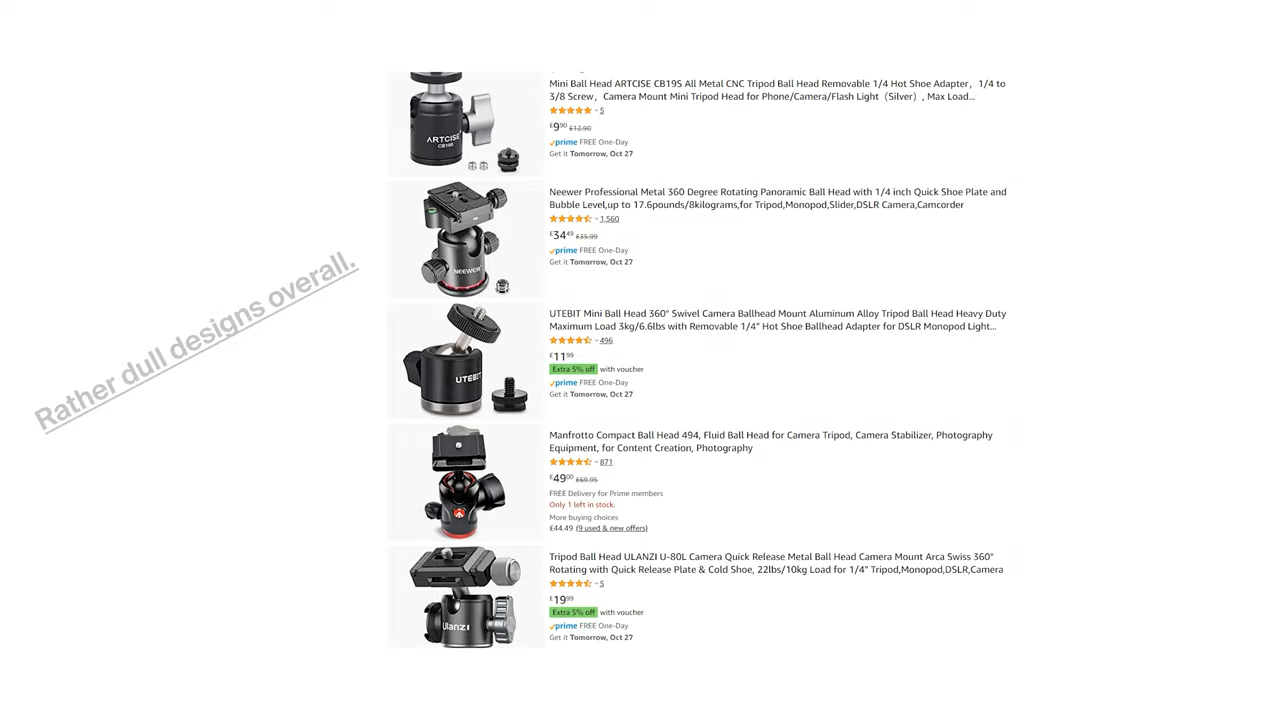 Rather dull designs overall.
ARTCISE
CB19S
Mini Ball Head ARTCISE CB19S All Metal CNC Tripod Ball Head Removable 1/4 Hot Shoe Adapter，1/4 to
3/8 Screw，Camera Mount Mini Tripod Head for Phone/Camera/Flash Light（Silver）, Max Load...
5
£9⁹⁰ £12.90
prime FREE One-Day
Get it Tomorrow, Oct 27
NEEWER
Neewer Professional Metal 360 Degree Rotating Panoramic Ball Head with 1/4 inch Quick Shoe Plate and
Bubble Level,up to 17.6pounds/8kilograms,for Tripod,Monopod,Slider,DSLR Camera,Camcorder
1,560
£34⁴⁹ £35.99
prime FREE One-Day
Get it Tomorrow, Oct 27
UTEBIT
UTEBIT Mini Ball Head 360° Swivel Camera Ballhead Mount Aluminum Alloy Tripod Ball Head Heavy Duty
Maximum Load 3kg/6.6lbs with Removable 1/4" Hot Shoe Ballhead Adapter for DSLR Monopod Light...
496
£11⁹⁹
Extra 5% off with voucher
prime FREE One-Day
Get it Tomorrow, Oct 27
Manfrotto Compact Ball Head 494, Fluid Ball Head for Camera Tripod, Camera Stabilizer, Photography
Equipment, for Content Creation, Photography
871
£49⁰⁰ £69.95
FREE Delivery for Prime members
Only 1 left in stock.
More buying choices
£44.49 (9 used & new offers)
Ulanzi
Tripod Ball Head ULANZI U-80L Camera Quick Release Metal Ball Head Camera Mount Arca Swiss 360°
Rotating with Quick Release Plate & Cold Shoe, 22lbs/10kg Load for 1/4" Tripod,Monopod,DSLR,Camera
5
£19⁹⁹
Extra 5% off with voucher
prime FREE One-Day
Get it Tomorrow, Oct 27